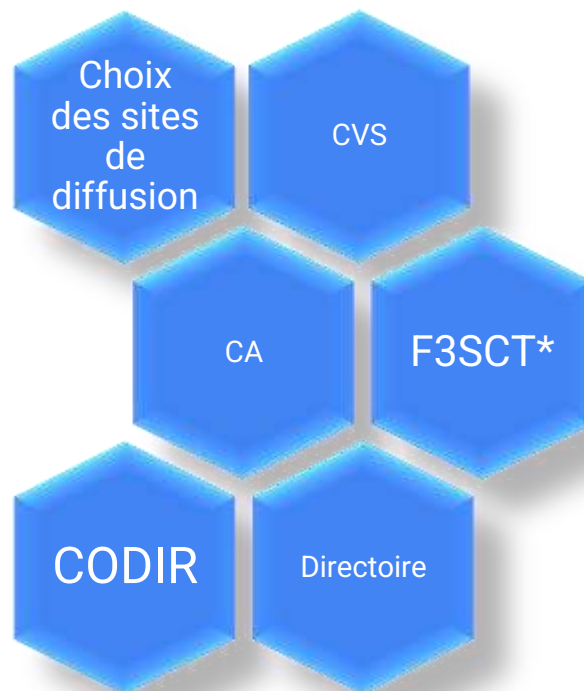 Choix
des sites
de
diffusion
CVS
CA
F3SCT*
CODIR
Directoire